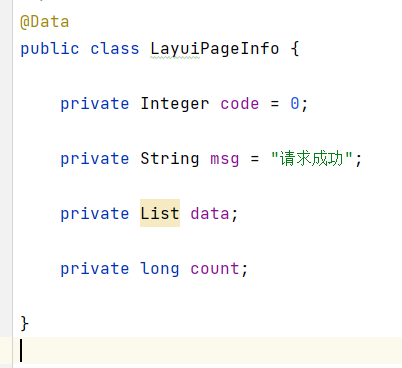 @Data
public class LayuiPageInfo {
private Integer code = 0;
private String msg = "请求成功";
private List data;
private long count;
}